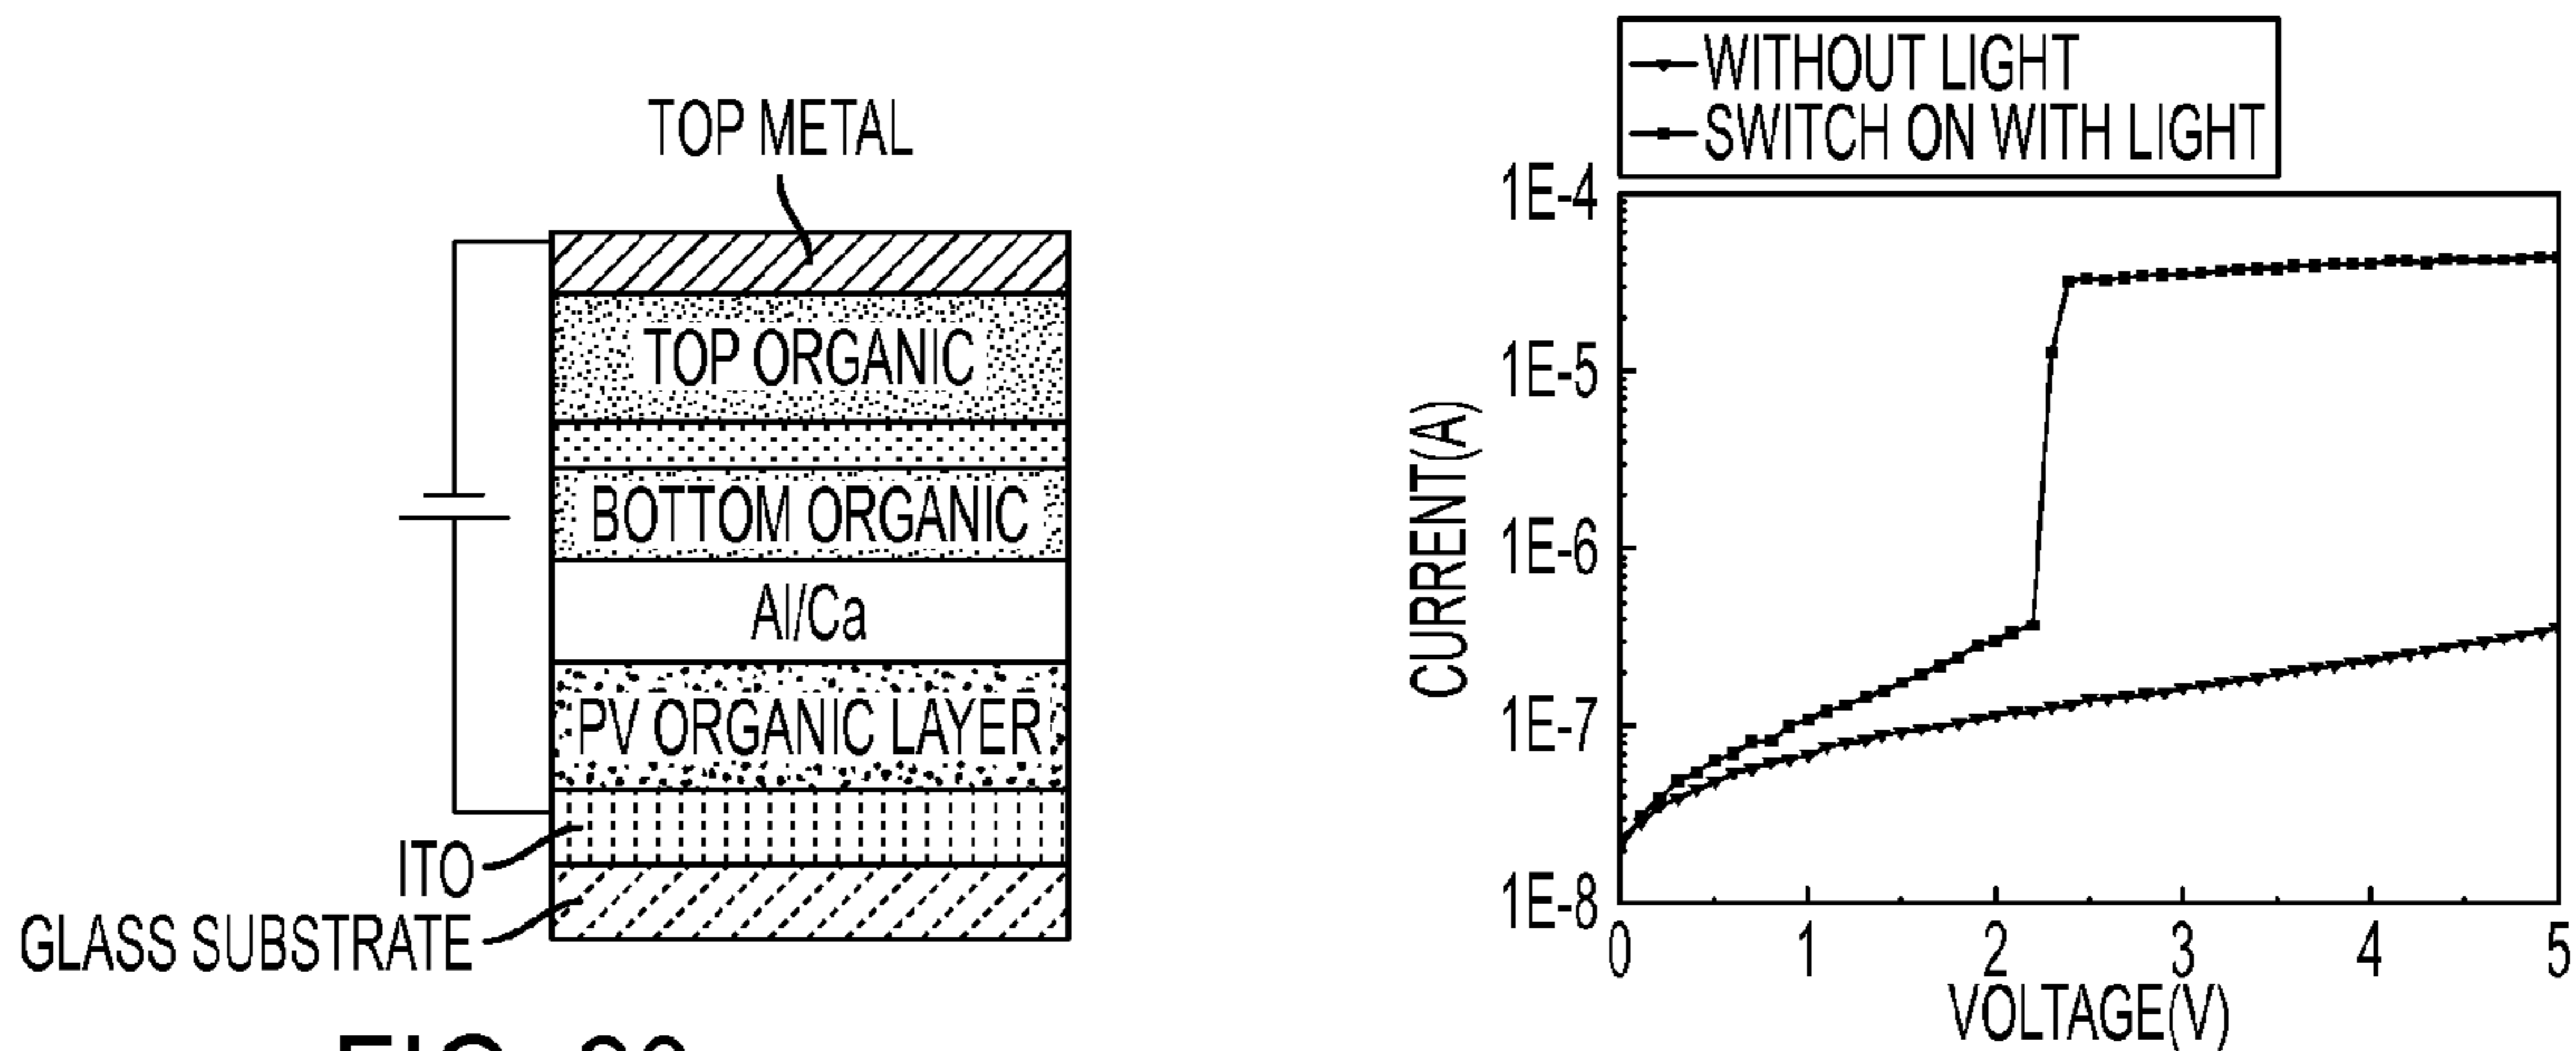 TOP METAL
TOP ORGANIC
BOTTOM ORGANIC
Al/Ca
PV ORGANIC LAYER
ITO
GLASS SUBSTRATE
WITHOUT LIGHT
SWITCH ON WITH LIGHT
1E-4
1E-5
1E-6
1E-7
1E-8
CURRENT(A)
0 1 2 3 4 5
VOLTAGE(V)